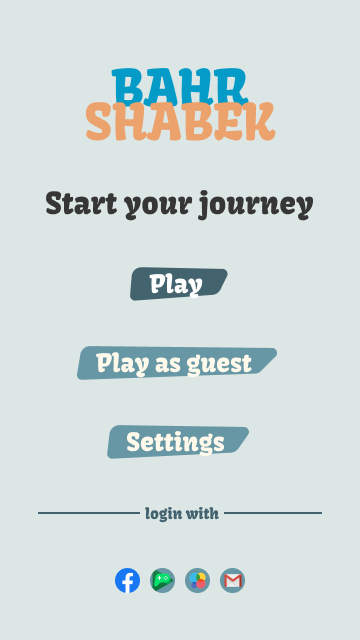 BAHR
SHABEK
Start your journey
Play
Play as guest
Settings
login with